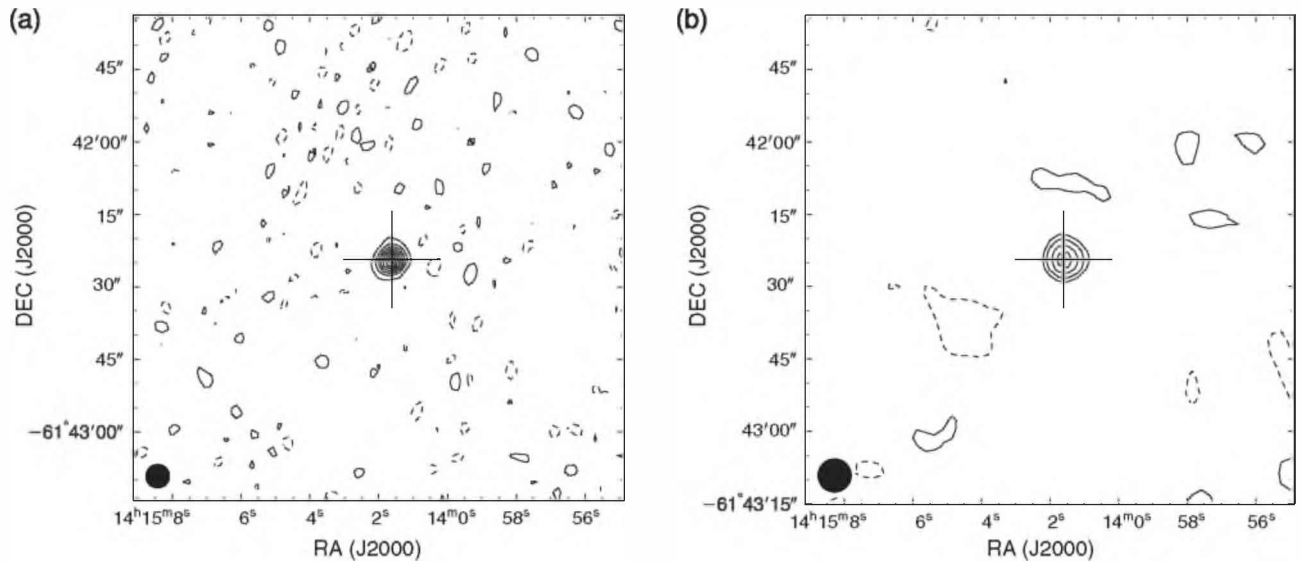 (a)
DEC (J2000)
45″
42′00″
15″
30″
45″
−61°43′00″
14ʰ15ᵐ8ˢ 6ˢ 4ˢ 2ˢ 14ᵐ0ˢ 58ˢ 56ˢ
RA (J2000)
(b)
DEC (J2000)
45″
42′00″
15″
30″
45″
43′00″
−61°43′15″
14ʰ15ᵐ8ˢ 6ˢ 4ˢ 2ˢ 14ᵐ0ˢ 58ˢ 56ˢ
RA (J2000)